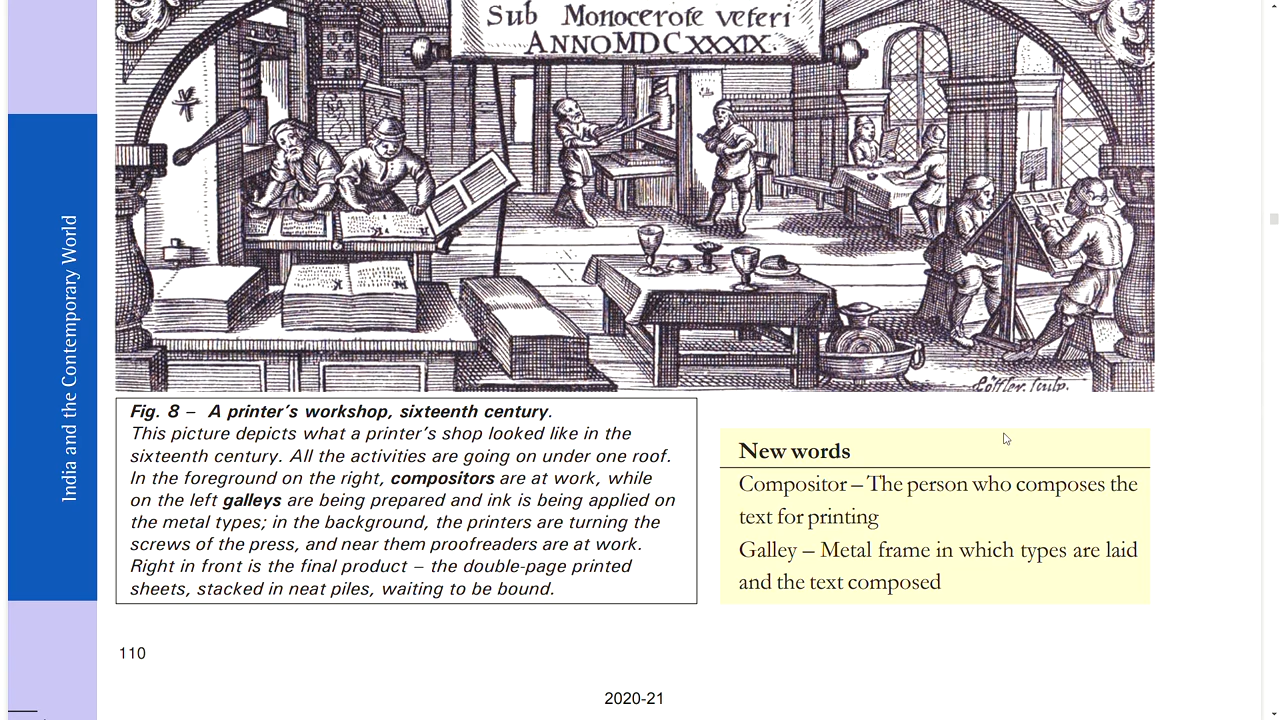 Sub Monocerote veteri
ANNO MDCXXXIX.
India and the Contemporary World
Fig. 8 – A printer's workshop, sixteenth century.
This picture depicts what a printer's shop looked like in the
sixteenth century. All the activities are going on under one roof.
In the foreground on the right, compositors are at work, while
on the left galleys are being prepared and ink is being applied on
the metal types; in the background, the printers are turning the
screws of the press, and near them proofreaders are at work.
Right in front is the final product – the double-page printed
sheets, stacked in neat piles, waiting to be bound.
New words
Compositor – The person who composes the
text for printing
Galley – Metal frame in which types are laid
and the text composed
110
2020-21